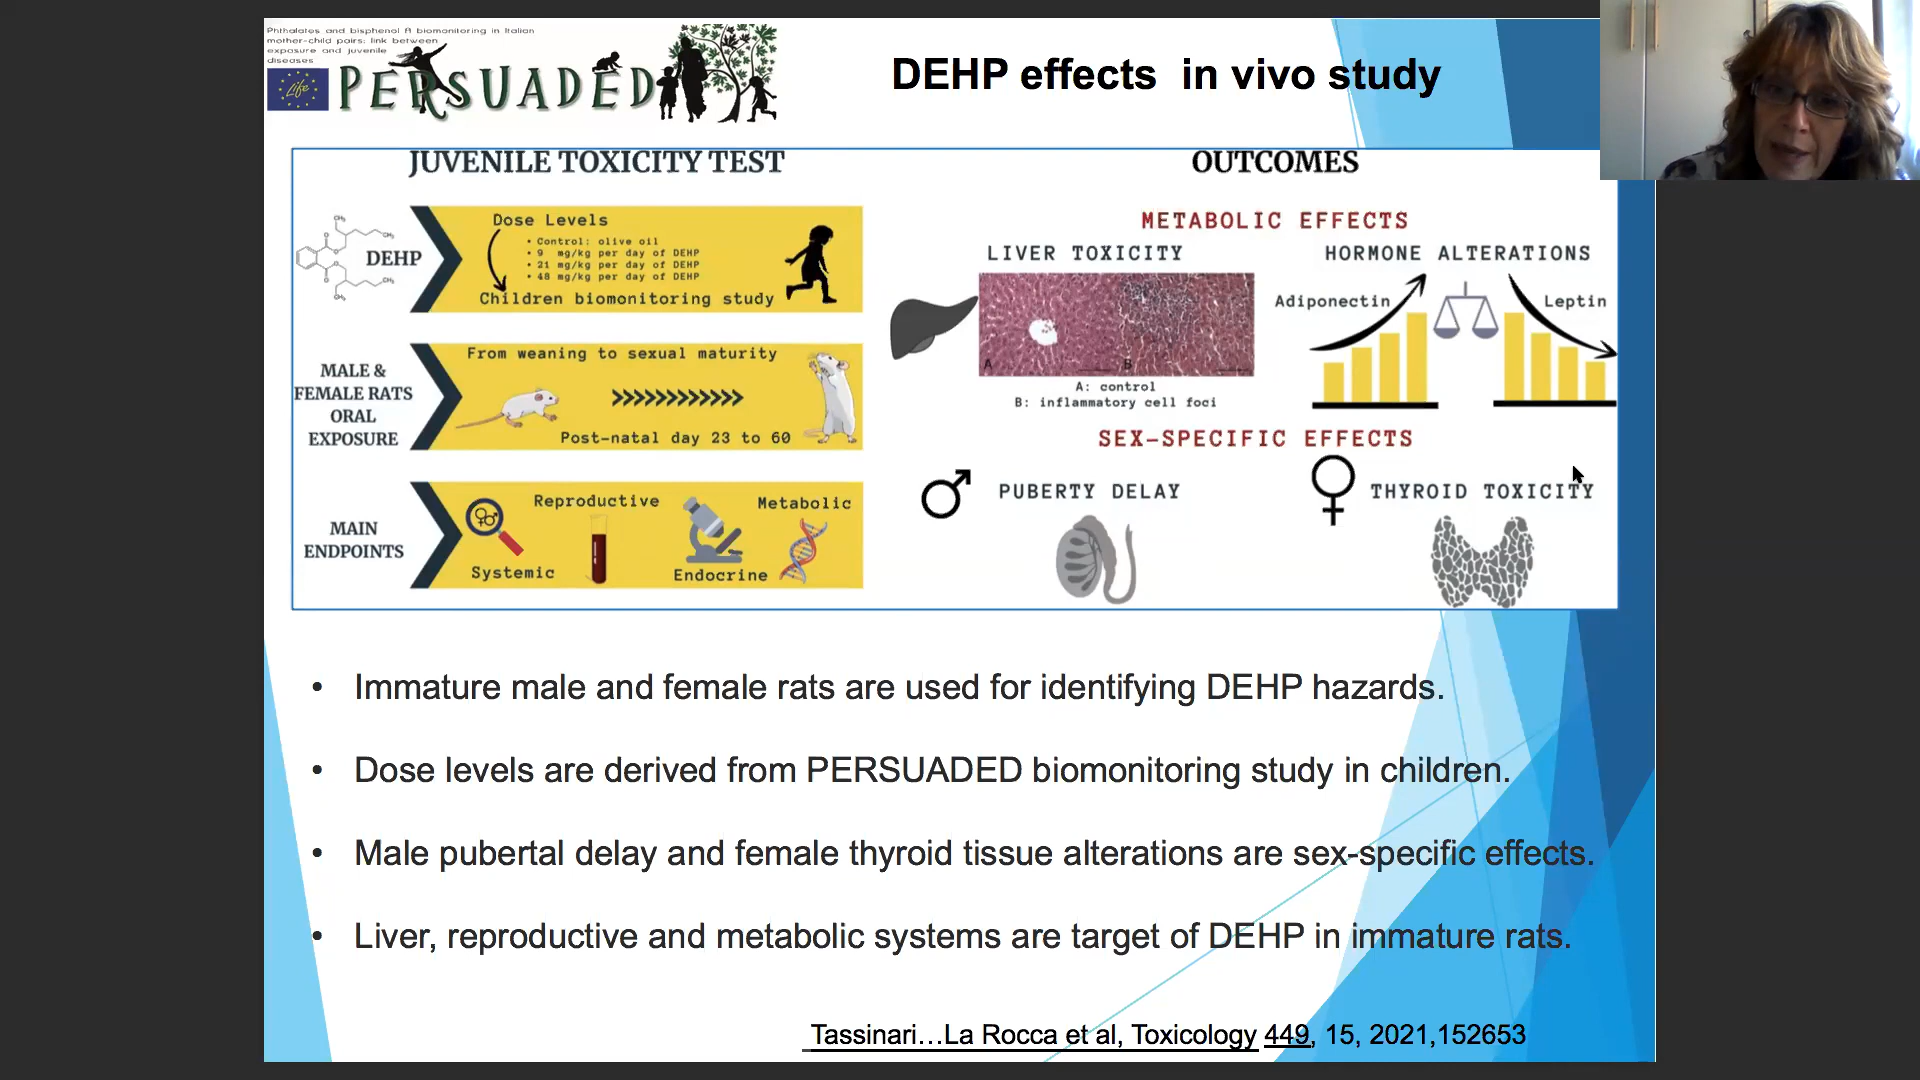 Phthalates and bisphenol A biomonitoring in Italian
mother-child pairs: link between
exposure and juvenile
diseases
Life
PERSUADED
DEHP effects in vivo study
JUVENILE TOXICITY TEST
DEHP
Dose Levels
• Control: olive oil
• 9 mg/kg per day of DEHP
• 21 mg/kg per day of DEHP
• 48 mg/kg per day of DEHP
Children biomonitoring study
CH₃
CH₃
CH₃
CH₃
O
O
O
O
MALE &
FEMALE RATS
ORAL
EXPOSURE
From weaning to sexual maturity
Post-natal day 23 to 60
MAIN
ENDPOINTS
Reproductive
Metabolic
Systemic
Endocrine
OUTCOMES
METABOLIC EFFECTS
LIVER TOXICITY
A
B
A: control
B: inflammatory cell foci
HORMONE ALTERATIONS
Adiponectin
Leptin
SEX-SPECIFIC EFFECTS
PUBERTY DELAY
THYROID TOXICITY
• Immature male and female rats are used for identifying DEHP hazards.
• Dose levels are derived from PERSUADED biomonitoring study in children.
• Male pubertal delay and female thyroid tissue alterations are sex-specific effects.
• Liver, reproductive and metabolic systems are target of DEHP in immature rats.
Tassinari…La Rocca et al, Toxicology 449, 15, 2021,152653